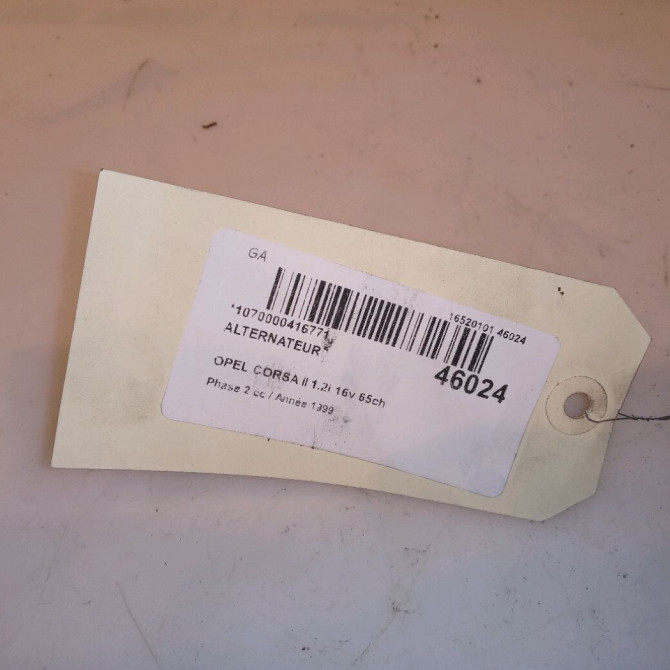 GA
*1070000416771*
16520101 46024
ALTERNATEUR
46024
OPEL CORSA II 1.2i 16v 65ch
Phase 2 cc / Année 1999